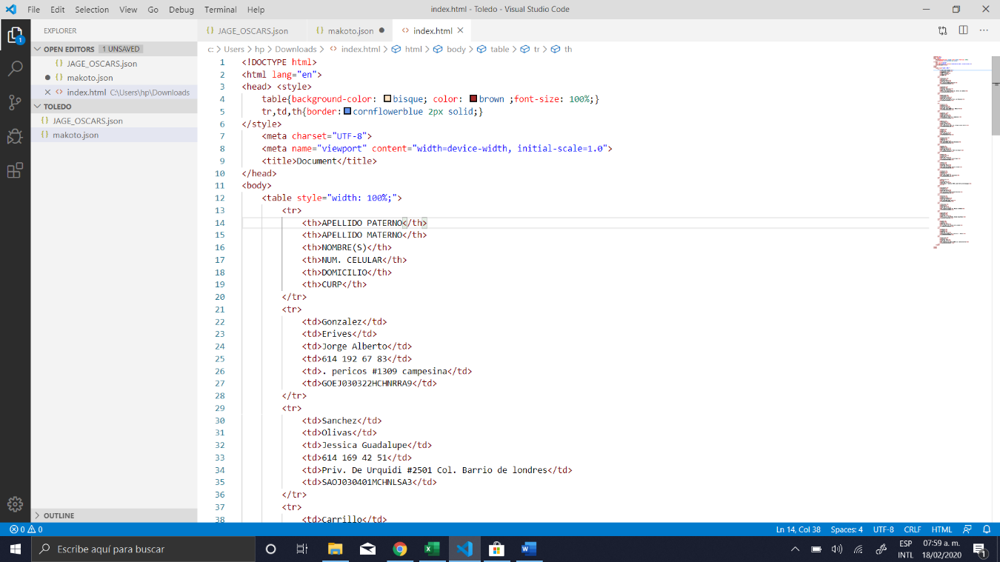 File Edit Selection View Go Debug Terminal Help
index.html - Toledo - Visual Studio Code
EXPLORER
JAGE_OSCARS.json
makoto.json
index.html
OPEN EDITORS 1 UNSAVED
JAGE_OSCARS.json
makoto.json
index.html C:\Users\hp\Downloads
TOLEDO
JAGE_OSCARS.json
makoto.json
OUTLINE
c: > Users > hp > Downloads > index.html > html > body > table > tr > th
1 <!DOCTYPE html>
2 <html lang="en">
3 <head> <style>
4 table{background-color: bisque; color: brown ;font-size: 100%;}
5 tr,td,th{border: cornflowerblue 2px solid;}
6 </style>
7 <meta charset="UTF-8">
8 <meta name="viewport" content="width=device-width, initial-scale=1.0">
9 <title>Document</title>
10 </head>
11 <body>
12 <table style="width: 100%;">
13 <tr>
14 <th>APELLIDO PATERNO</th>
15 <th>APELLIDO MATERNO</th>
16 <th>NOMBRE(S)</th>
17 <th>NUM. CELULAR</th>
18 <th>DOMICILIO</th>
19 <th>CURP</th>
20 </tr>
21 <tr>
22 <td>Gonzalez</td>
23 <td>Erives</td>
24 <td>Jorge Alberto</td>
25 <td>614 192 67 83</td>
26 <td>. pericos #1309 campesina</td>
27 <td>GOEJ030322HCHNRRA9</td>
28 </tr>
29 <tr>
30 <td>Sanchez</td>
31 <td>Olivas</td>
32 <td>Jessica Guadalupe</td>
33 <td>614 169 42 51</td>
34 <td>Priv. De Urquidi #2501 Col. Barrio de londres</td>
35 <td>SAOJ030401MCHNLSA3</td>
36 </tr>
37 <tr>
38 <td>Carrillo</td>
0 0
Ln 14, Col 38 Spaces: 4 UTF-8 CRLF HTML
Escribe aquí para buscar
ESP
INTL
07:59 a. m.
18/02/2020
1